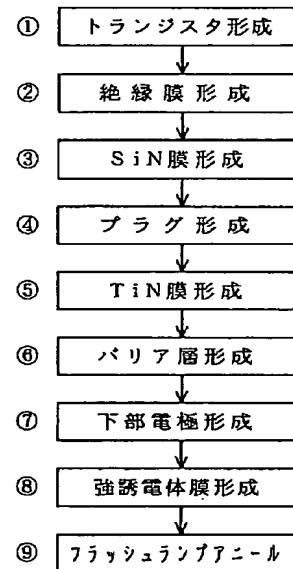 ① トランジスタ形成
② 絶縁膜形成
③ SiN膜形成
④ プラグ形成
⑤ TiN膜形成
⑥ バリア層形成
⑦ 下部電極形成
⑧ 強誘電体膜形成
⑨ フラッシュランプアニール